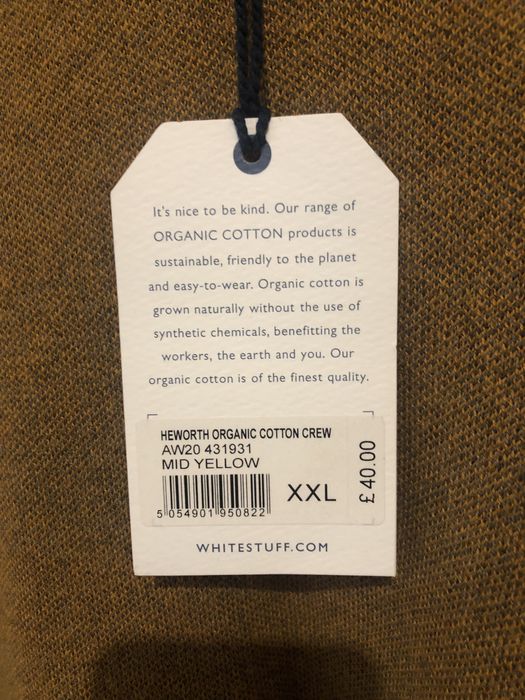 It's nice to be kind. Our range of
ORGANIC COTTON products is
sustainable, friendly to the planet
and easy-to-wear. Organic cotton is
grown naturally without the use of
synthetic chemicals, benefitting the
workers, the earth and you. Our
organic cotton is of the finest quality.
HEWORTH ORGANIC COTTON CREW
AW20 431931
MID YELLOW
XXL
£40.00
5 054901 950822
WHITESTUFF.COM